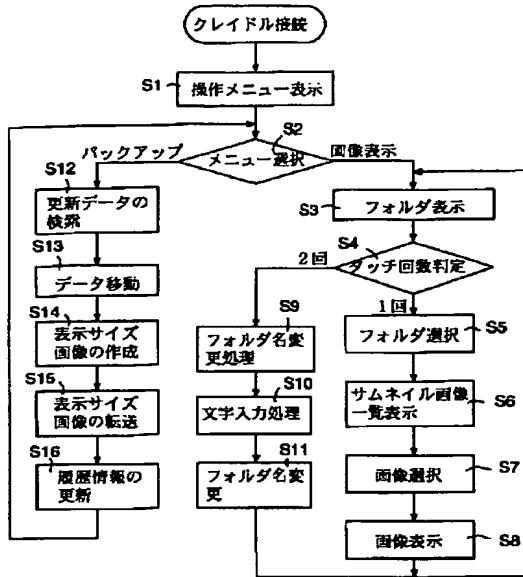 クレイドル接続
S1
操作メニュー表示
S2
メニュー選択
バックアップ
画像表示
S12
更新データの
検索
S13
データ移動
S14
表示サイズ
画像の作成
S15
表示サイズ
画像の転送
S16
履歴情報の
更新
S3
フォルダ表示
S4
タッチ回数判定
2回
1回
S9
フォルダ名変
更処理
S10
文字入力処理
S11
フォルダ名変
更
S5
フォルダ選択
S6
サムネイル画像
一覧表示
S7
画像選択
S8
画像表示